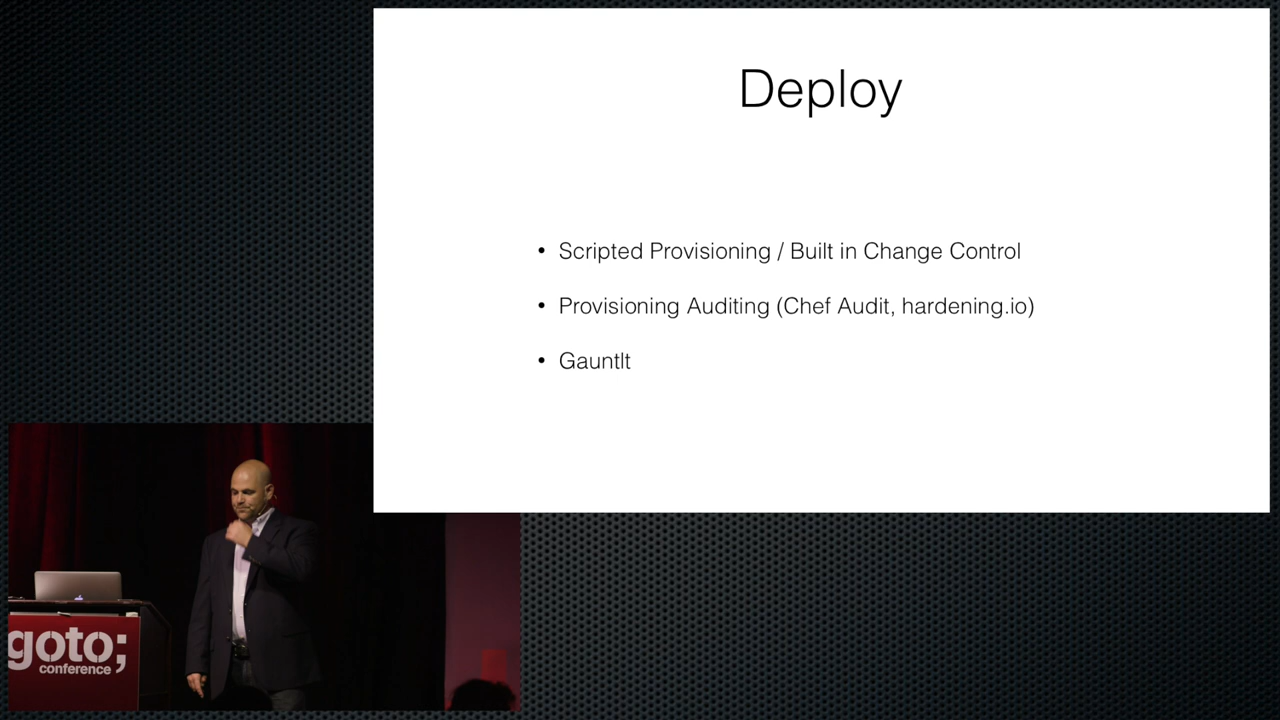 Deploy
• Scripted Provisioning / Built in Change Control
• Provisioning Auditing (Chef Audit, hardening.io)
• Gauntlt
goto;
conference